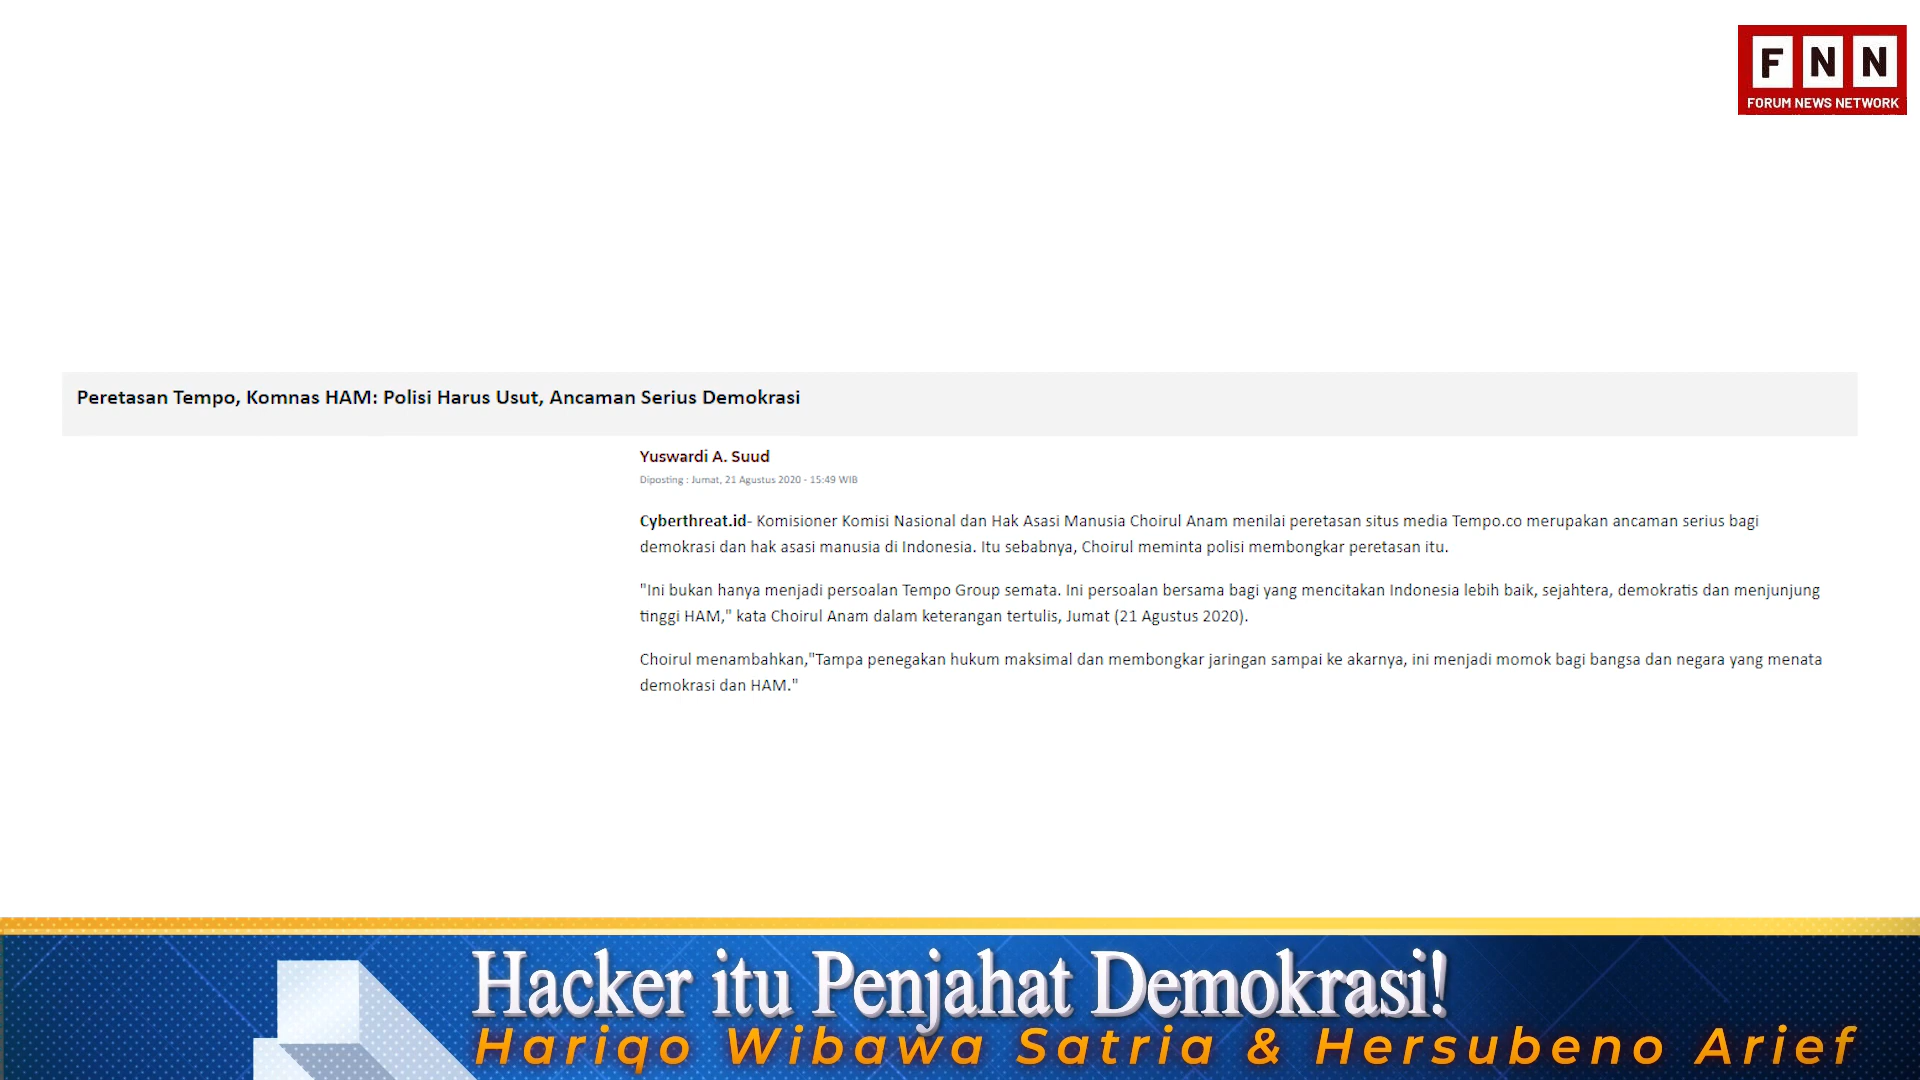 F N N
FORUM NEWS NETWORK
Peretasan Tempo, Komnas HAM: Polisi Harus Usut, Ancaman Serius Demokrasi
Yuswardi A. Suud
Diposting : Jumat, 21 Agustus 2020 - 15:49 WIB
Cyberthreat.id- Komisioner Komisi Nasional dan Hak Asasi Manusia Choirul Anam menilai peretasan situs media Tempo.co merupakan ancaman serius bagi
demokrasi dan hak asasi manusia di Indonesia. Itu sebabnya, Choirul meminta polisi membongkar peretasan itu.
"Ini bukan hanya menjadi persoalan Tempo Group semata. Ini persoalan bersama bagi yang mencitakan Indonesia lebih baik, sejahtera, demokratis dan menjunjung
tinggi HAM," kata Choirul Anam dalam keterangan tertulis, Jumat (21 Agustus 2020).
Choirul menambahkan,"Tampa penegakan hukum maksimal dan membongkar jaringan sampai ke akarnya, ini menjadi momok bagi bangsa dan negara yang menata
demokrasi dan HAM."
Hacker itu Penjahat Demokrasi!
Hariqo Wibawa Satria & Hersubeno Arief